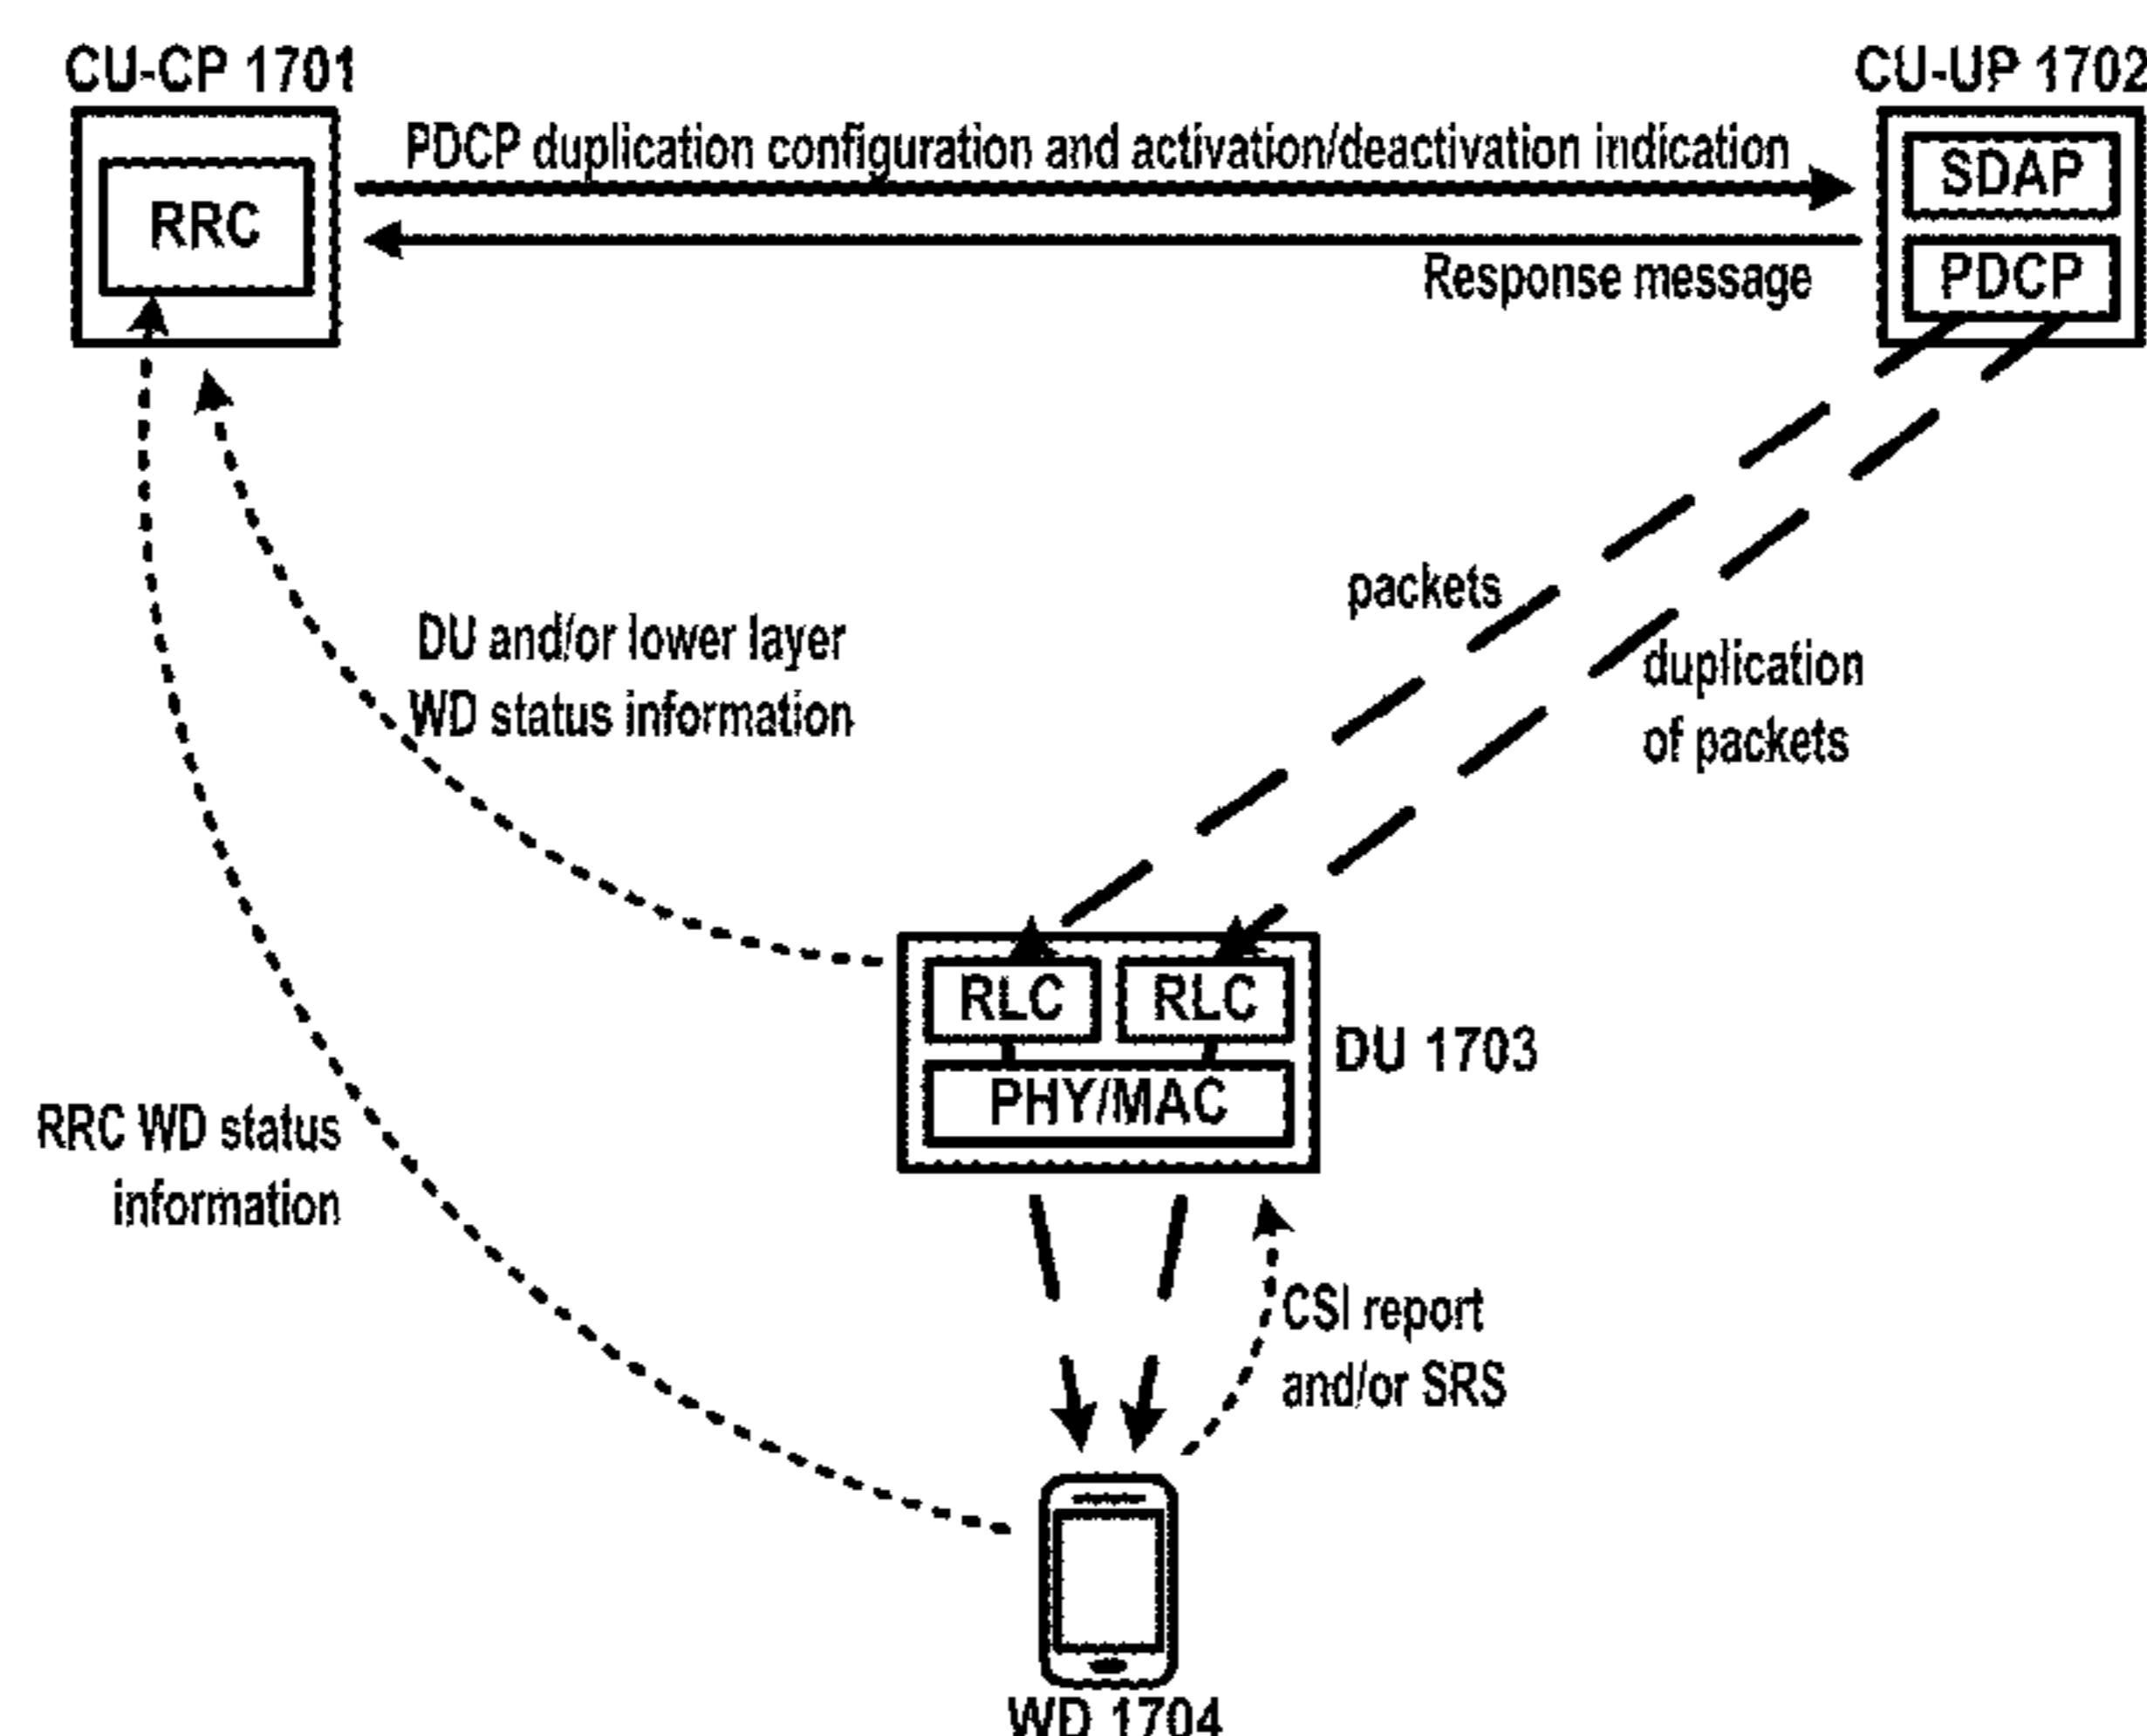 CU-CP 1701
CU-UP 1702
PDCP duplication configuration and activation/deactivation indication
SDAP
RRC
Response message
PDCP
packets
DU and/or lower layer
WD status information
duplication
of packets
RLC
RLC
DU 1703
PHY/MAC
RRC WD status
information
CSI report
and/or SRS
WD 1704